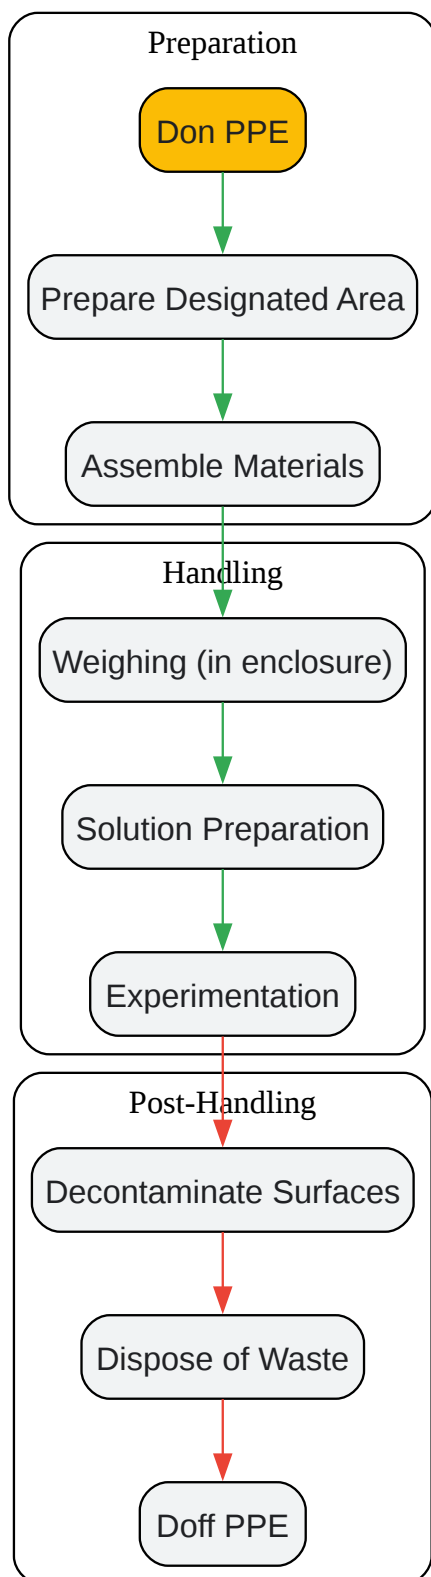 Preparation
Don PPE
Prepare Designated Area
Assemble Materials
Handling
Weighing (in enclosure)
Solution Preparation
Experimentation
Post-Handling
Decontaminate Surfaces
Dispose of Waste
Doff PPE